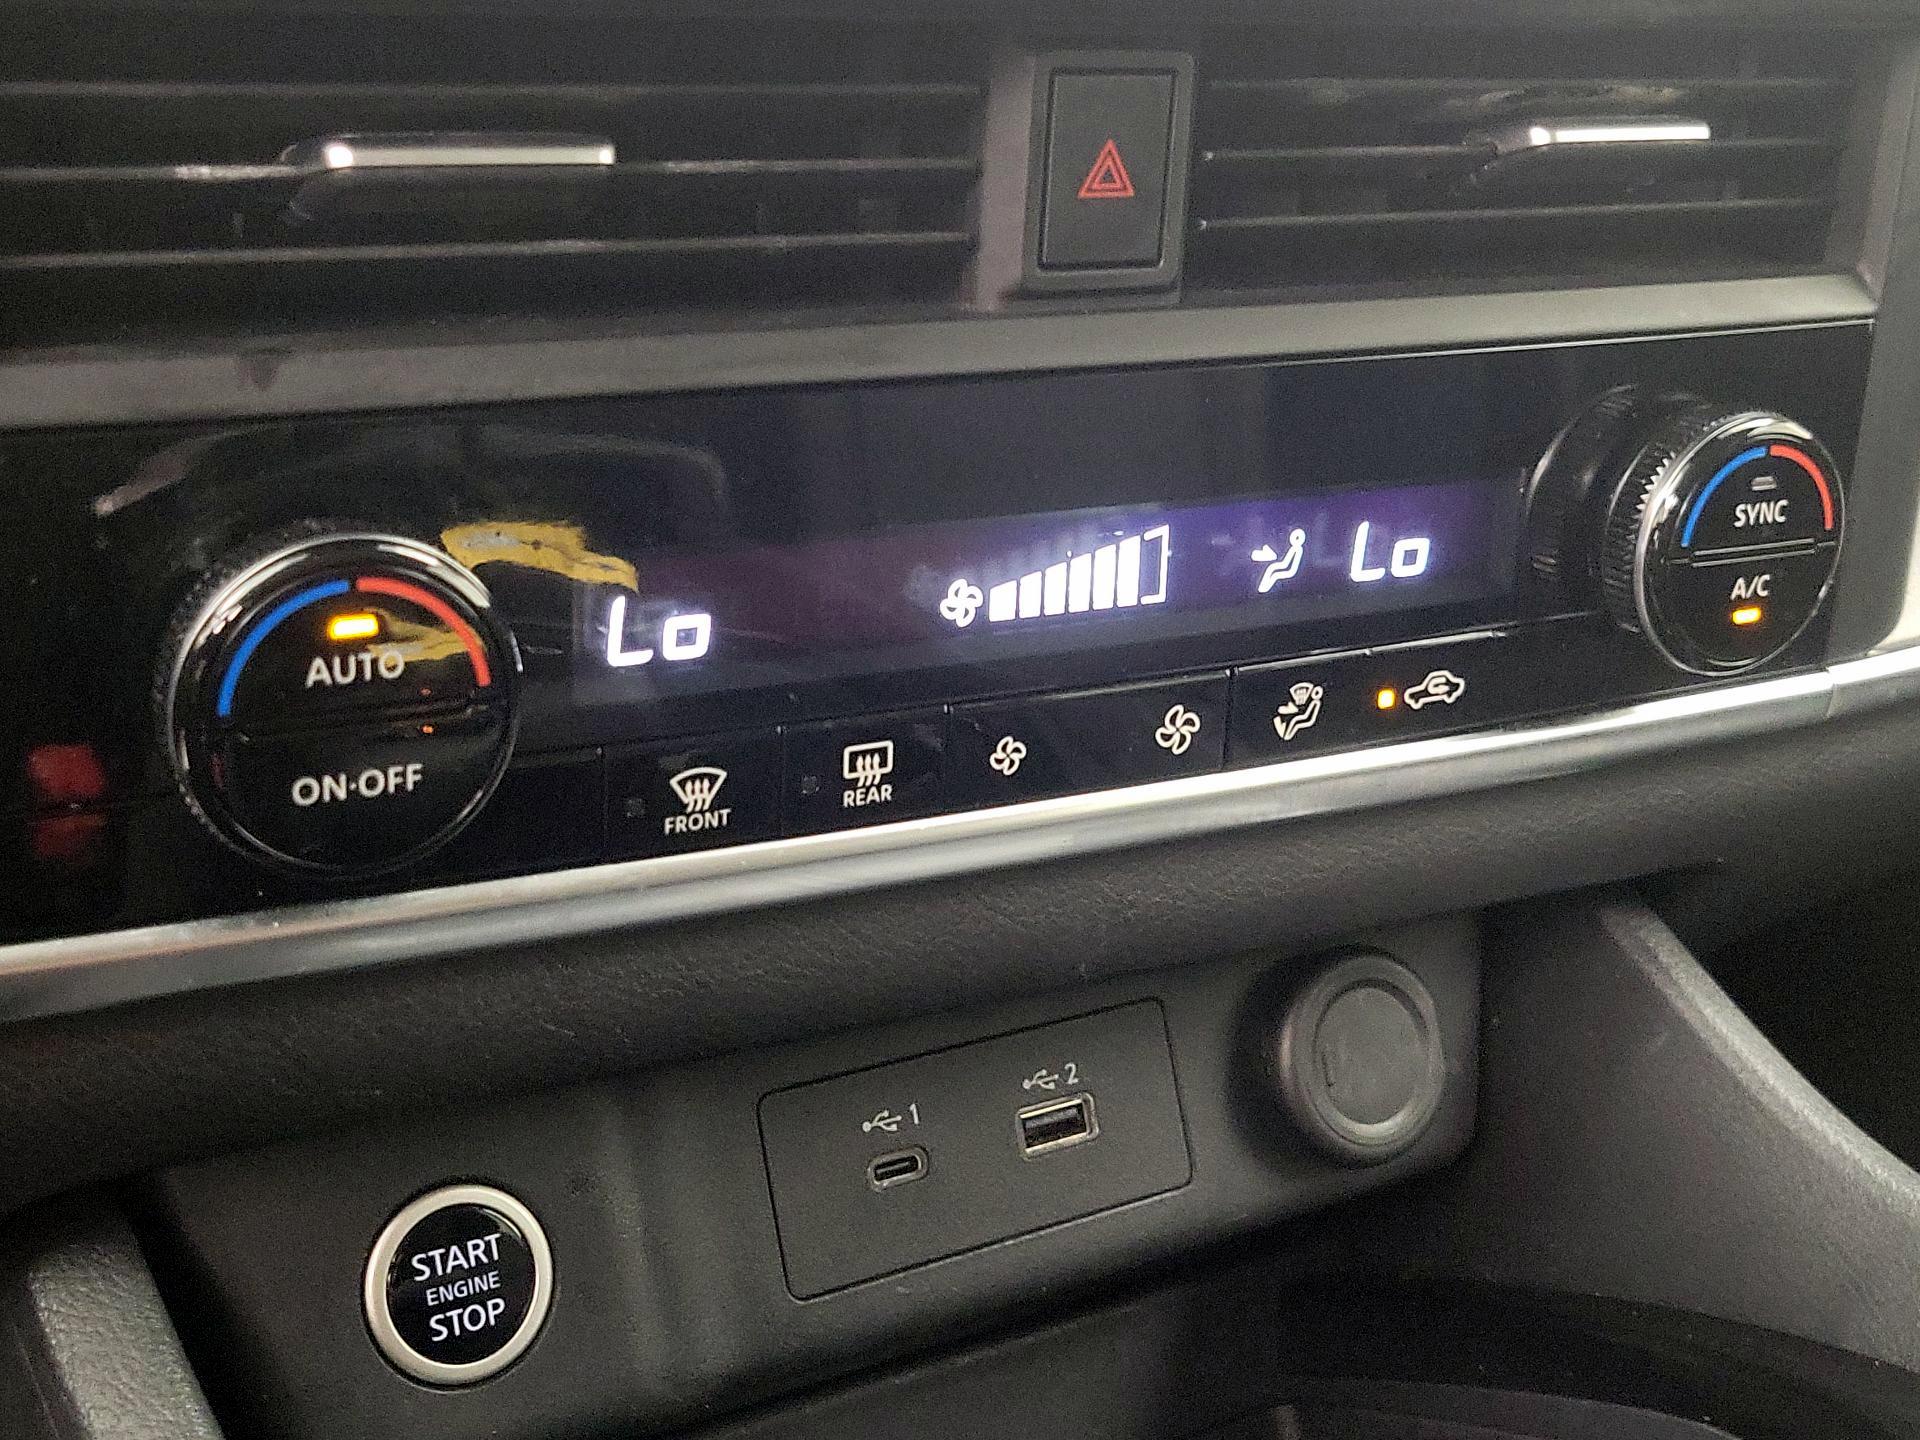 Lo
Lo
SYNC
A/C
AUTO
ON·OFF
FRONT
REAR
1
2
START
ENGINE
STOP